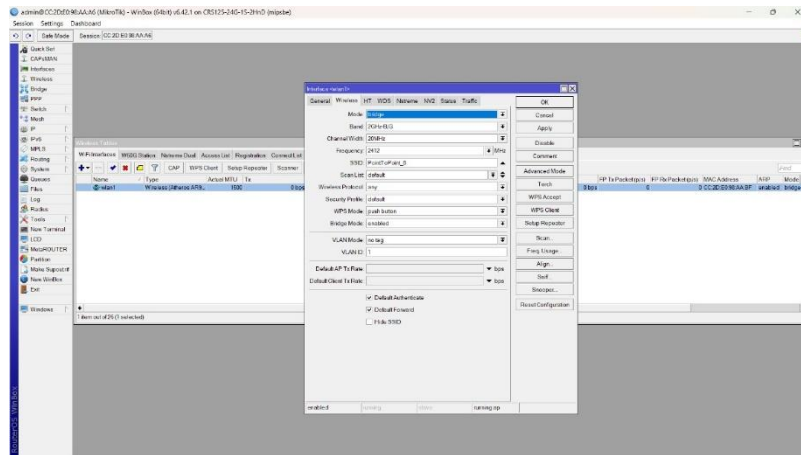 admin@CC:2D:E0:98:AA:A6 (MikroTik) - WinBox (64bit) v6.42.1 on CRS125-24G-1S-2HnD (mipsbe)
Session Settings Dashboard
Safe Mode Session: CC:2D:E0:98:AA:A6
Quick Set
CAPsMAN
Interfaces
Wireless
Bridge
PPP
Switch
Mesh
IP
IPv6
MPLS
Routing
System
Queues
Files
Log
Radius
Tools
New Terminal
LCD
MetaROUTER
Partition
Make Supout.rif
New WinBox
Exit
Windows
RouterOS WinBox
Wireless Tables
WiFi Interfaces W60G Station Nstreme Dual Access List Registration Connect List
CAP WPS Client Setup Repeater Scanner
Name Type Actual MTU Tx
wlan1 Wireless (Atheros AR9... 1500 0 bps
1 item out of 26 (1 selected)
Find
FP Tx Packet (p/s) FP Rx Packet (p/s) MAC Address ARP Mode
0 bps 0 0 CC:2D:E0:98:AA:BF enabled bridge
Interface <wlan1>
General Wireless HT WDS Nstreme NV2 Status Traffic
Mode: bridge
Band: 2GHz-B/G
Channel Width: 20MHz
Frequency: 2412 MHz
SSID: PointToPoint_S
Scan List: default
Wireless Protocol: any
Security Profile: default
WPS Mode: push button
Bridge Mode: enabled
VLAN Mode: no tag
VLAN ID: 1
Default AP Tx Rate: bps
Default Client Tx Rate: bps
Default Authenticate
Default Forward
Hide SSID
OK
Cancel
Apply
Disable
Comment
Advanced Mode
Torch
WPS Accept
WPS Client
Setup Repeater
Scan...
Freq. Usage...
Align...
Sniff...
Snooper...
Reset Configuration
enabled running slave running ap